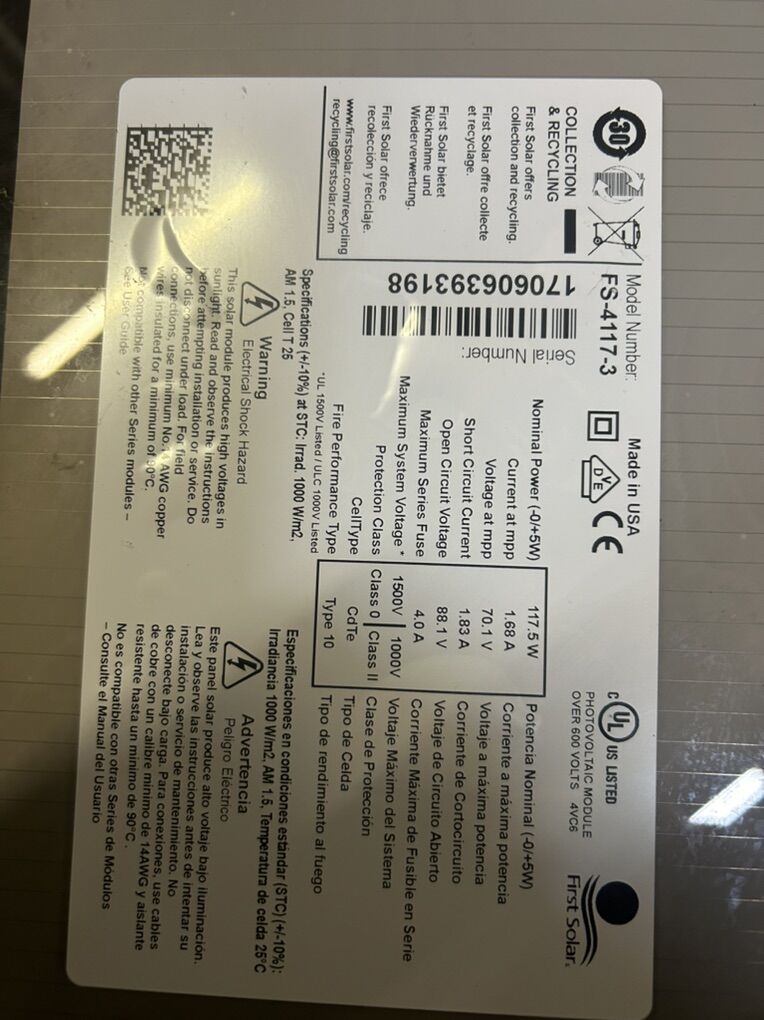 30
COLLECTION
& RECYCLING
First Solar offers
collection and recycling.
First Solar offre collecte
et recyclage.
First Solar bietet
Rücknahme und
Wiederverwertung.
First Solar ofrece
recolección y reciclaje.
www.firstsolar.com/recycling
recycling@firstsolar.com
Model Number:
FS-4117-3
Serial Number:
170606393198
Made in USA
DVE
CE
C UL US LISTED
PHOTOVOLTAIC MODULE
OVER 600 VOLTS 4VC6
First Solar.
Nominal Power (-0/+5W) 117.5 W Potencia Nominal (-0/+5W)
Current at mpp 1.68 A Corriente a máxima potencia
Voltage at mpp 70.1 V Voltaje a máxima potencia
Short Circuit Current 1.83 A Corriente de Cortocircuito
Open Circuit Voltage 88.1 V Voltaje de Circuito Abierto
Maximum Series Fuse 4.0 A Corriente Máxima de Fusible en Serie
Maximum System Voltage * 1500V 1000V Voltaje Máximo del Sistema
Protection Class Class 0 Class II Clase de Protección
CellType CdTe Tipo de Celda
Fire Performance Type Type 10 Tipo de rendimiento al fuego
*UL 1500V Listed / ULC 1000V Listed
Specifications (+/-10%) at STC: Irrad. 1000 W/m2,
AM 1.5, Cell T 25
Warning
Electrical Shock Hazard
This solar module produces high voltages in
sunlight. Read and observe the instructions
before attempting installation or service. Do
not disconnect under load. For field
connections, use minimum No. 14 AWG copper
wires insulated for a minimum of 90°C.
Not compatible with other Series modules –
See User Guide
Especificaciones en condiciones estándar (STC) (+/-10%):
Irradiancia 1000 W/m2, AM 1.5, Temperatura de celda 25°C
Advertencia
Peligro Eléctrico
Este panel solar produce alto voltaje bajo iluminación.
Lea y observe las instrucciones antes de intentar su
instalación o servicio de mantenimiento. No
desconecte bajo carga. Para conexiones, use cables
de cobre con un calibre mínimo de 14AWG y aislante
resistente hasta un mínimo de 90°C.
No es compatible con otras Series de Módulos
– Consulte el Manual del Usuario